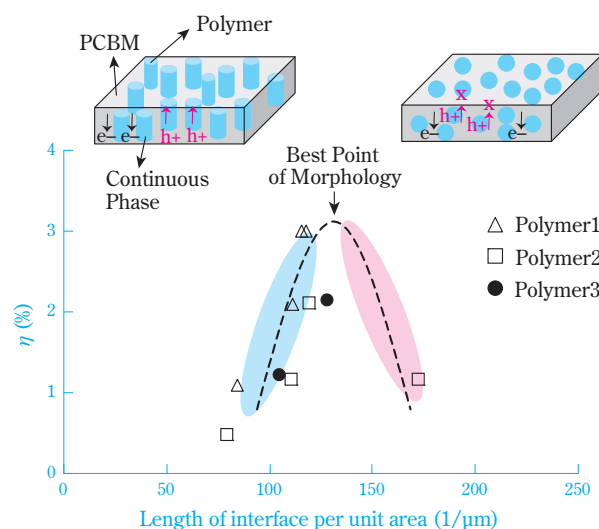 Polymer
PCBM
e− e− h+ h+
Continuous
Phase
x
x
h+ h+
e− e−
Best Point
of Morphology
Polymer1
Polymer2
Polymer3
η (%)
4
3
2
1
0
0 50 100 150 200 250
Length of interface per unit area (1/μm)